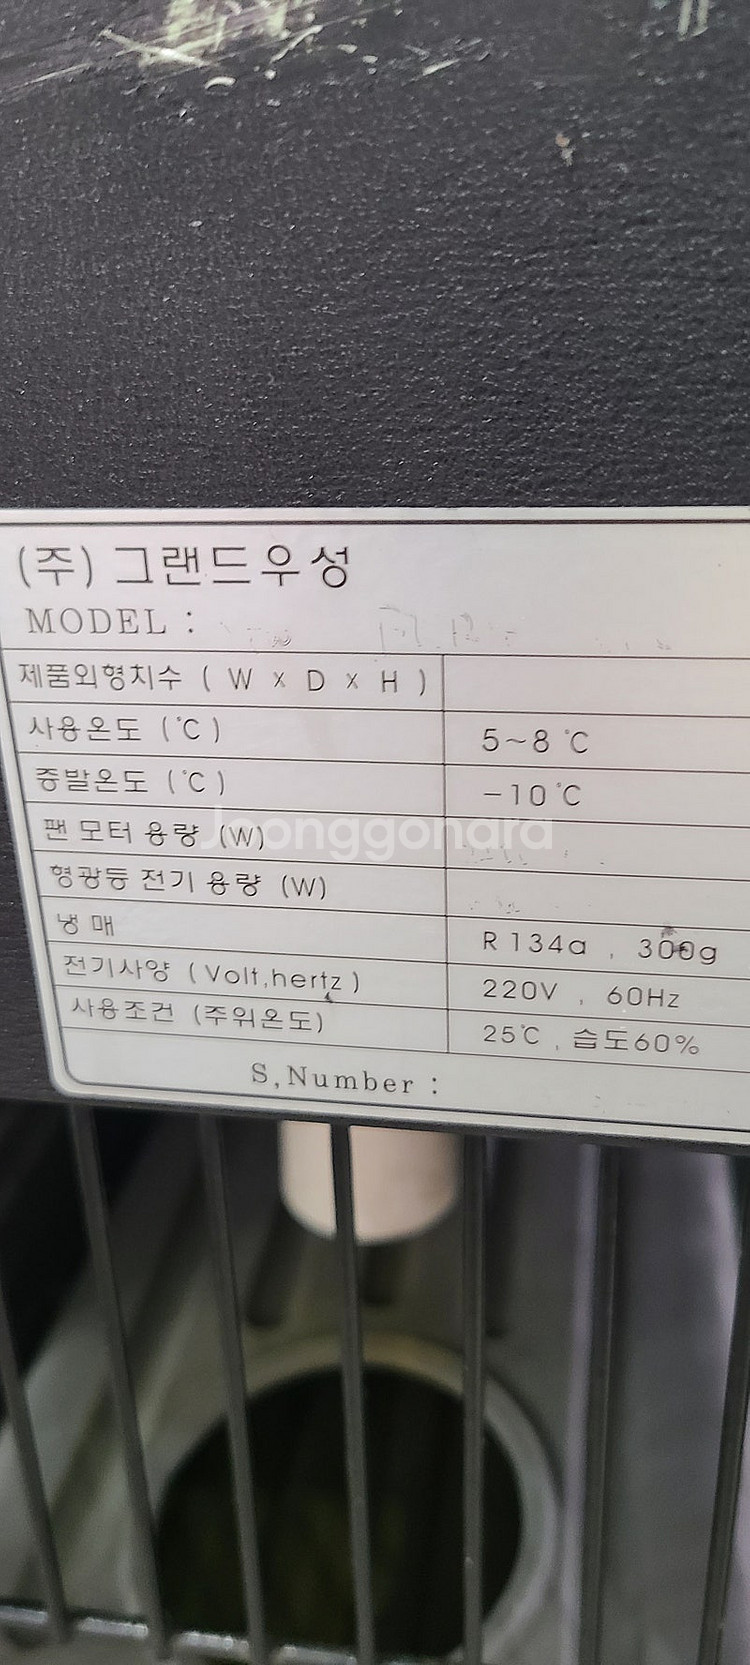 (주) 그랜드우성
MODEL :
제품외형치수 ( W x D x H )
사용온도 (℃) 5~8 ℃
증발온도 (℃) -10 ℃
팬 모터 용량 (W)
Joonggonara
형광등 전기 용량 (W)
냉 매 R 134a , 300g
전기사양 (Volt,hertz) 220V , 60Hz
사용조건 (주위온도) 25℃ , 습도60%
S,Number :